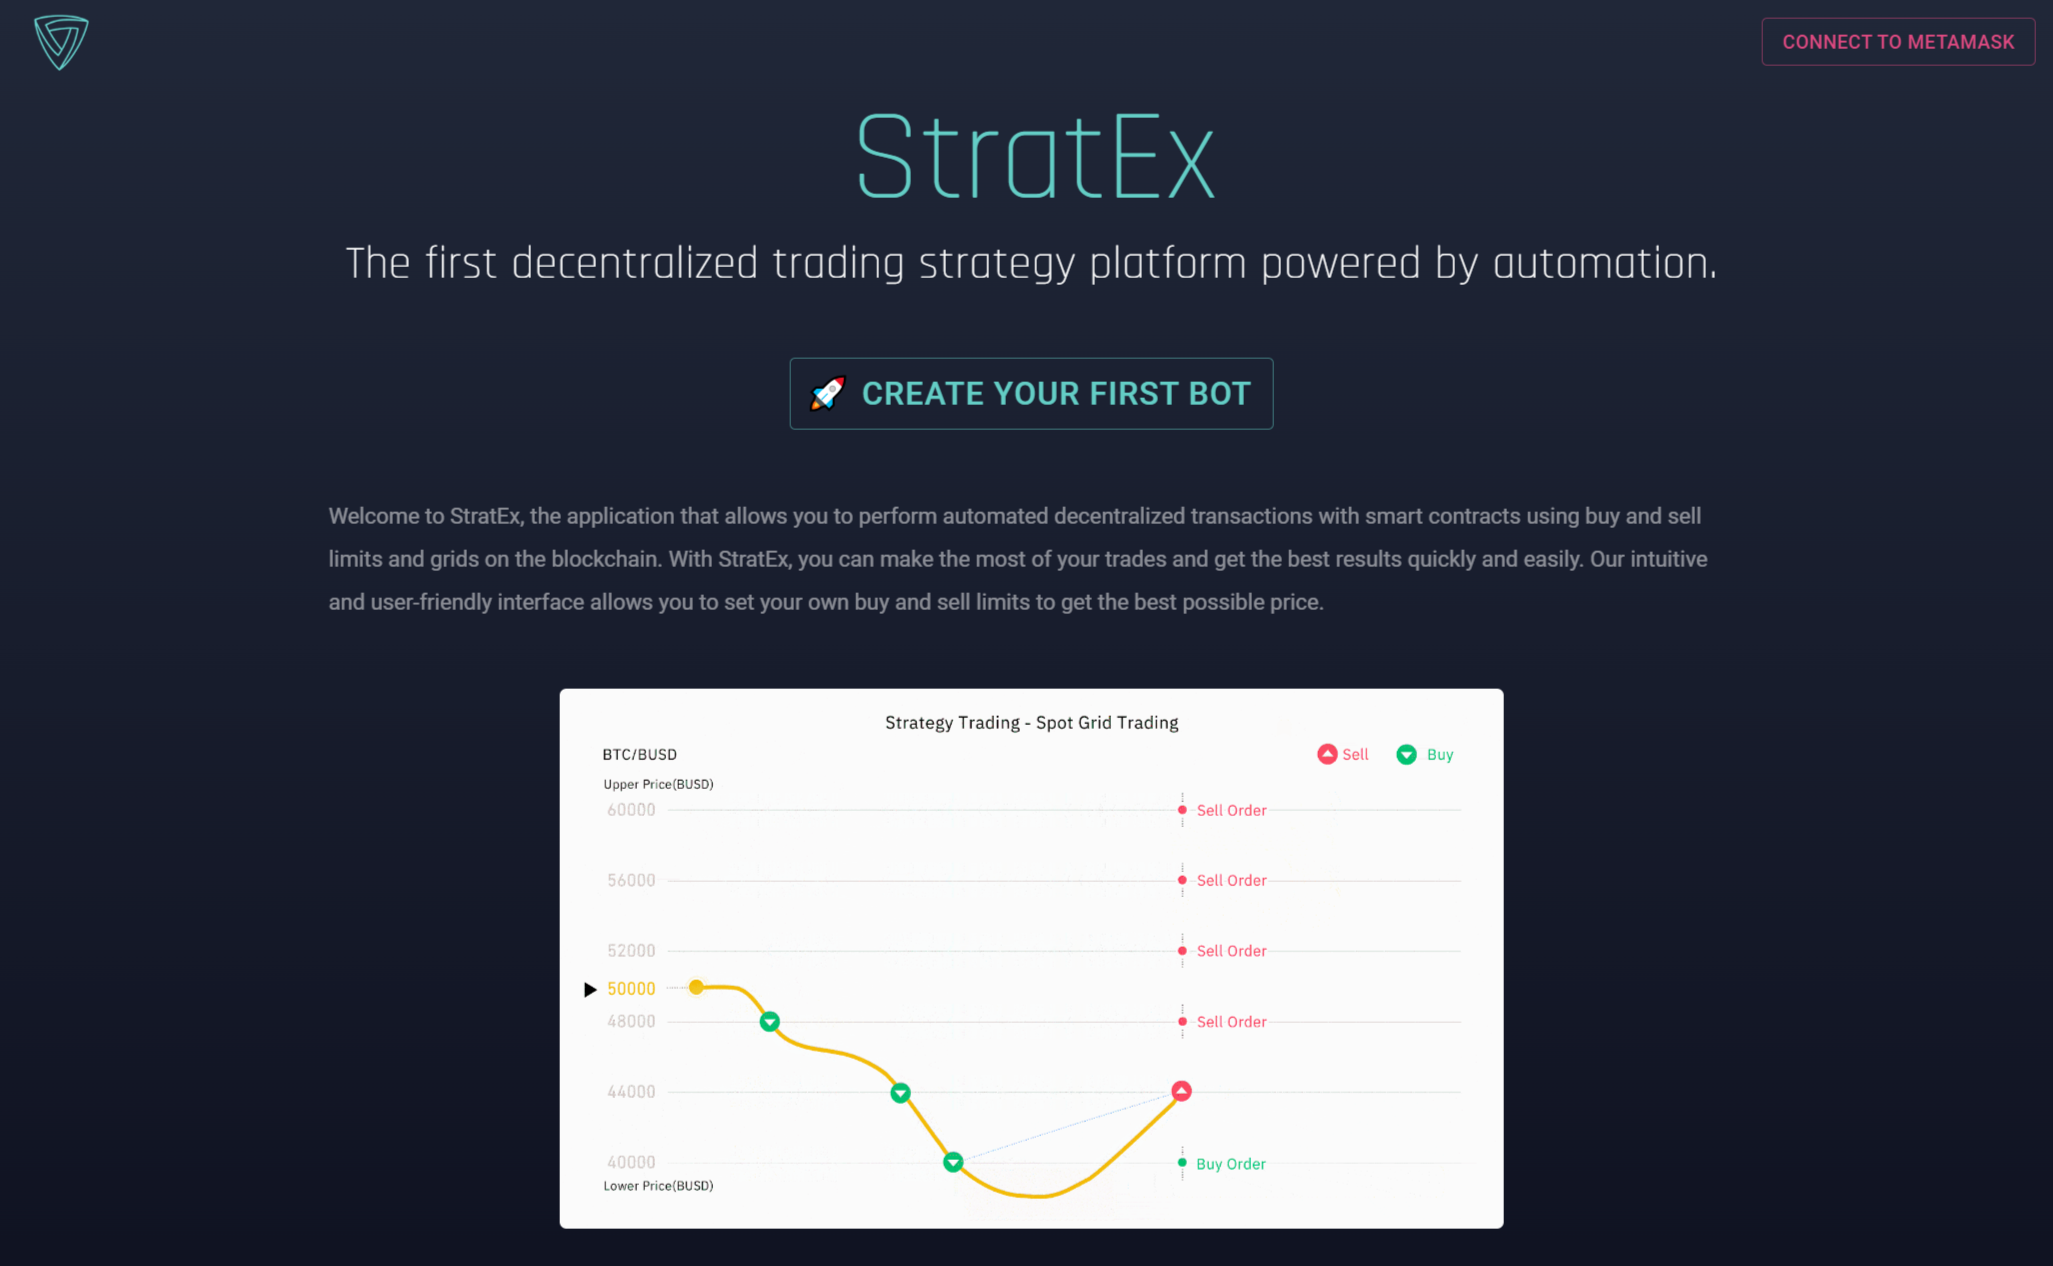 CONNECT TO METAMASK
StratEx
The first decentralized trading strategy platform powered by automation.
CREATE YOUR FIRST BOT
Welcome to StratEx, the application that allows you to perform automated decentralized transactions with smart contracts using buy and sell
limits and grids on the blockchain. With StratEx, you can make the most of your trades and get the best results quickly and easily. Our intuitive
and user-friendly interface allows you to set your own buy and sell limits to get the best possible price.
Strategy Trading - Spot Grid Trading
BTC/BUSD Sell Buy
Upper Price(BUSD)
60000 Sell Order
56000 Sell Order
52000 Sell Order
50000
48000 Sell Order
44000
40000 Buy Order
Lower Price(BUSD)